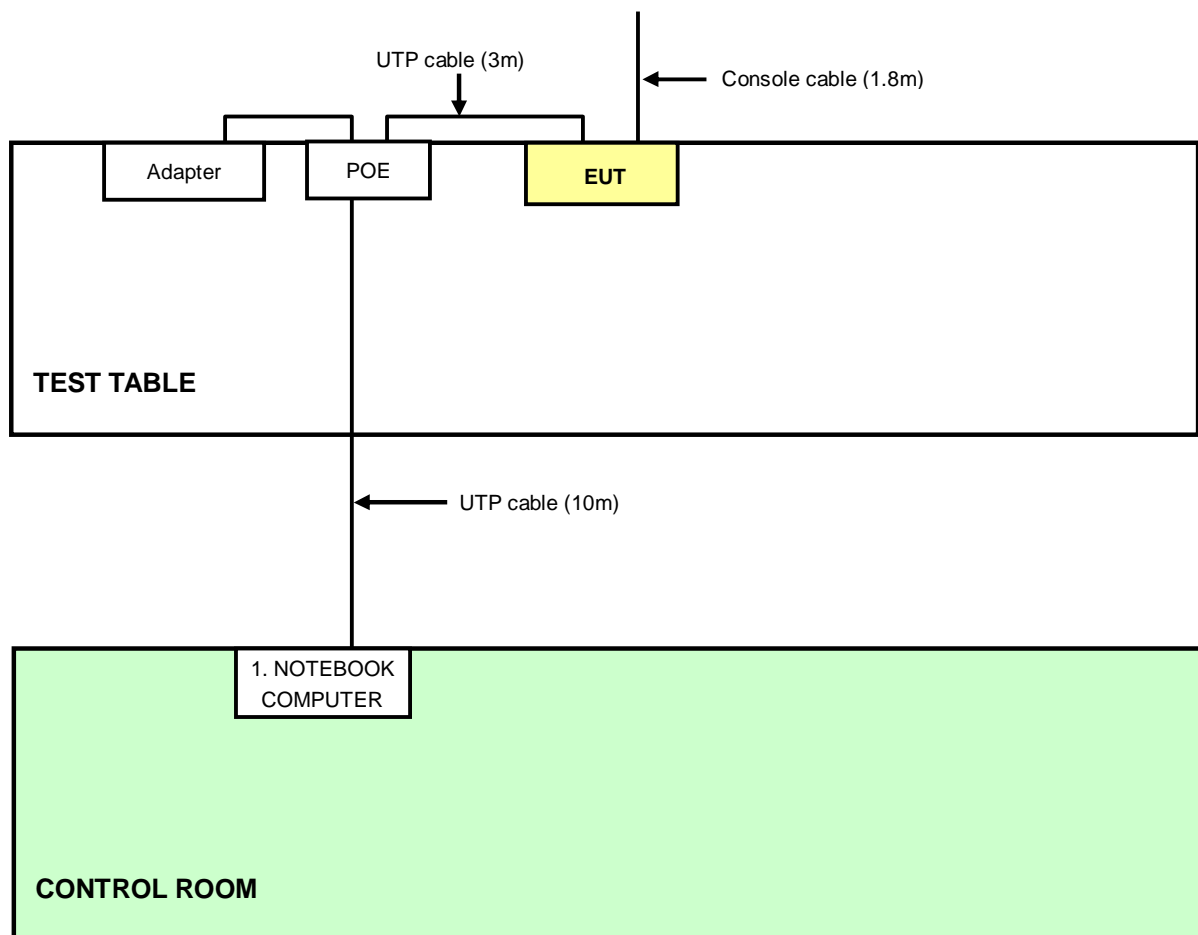 UTP cable (3m)
Console cable (1.8m)
Adapter
POE
EUT
TEST TABLE
UTP cable (10m)
1. NOTEBOOK
COMPUTER
CONTROL ROOM